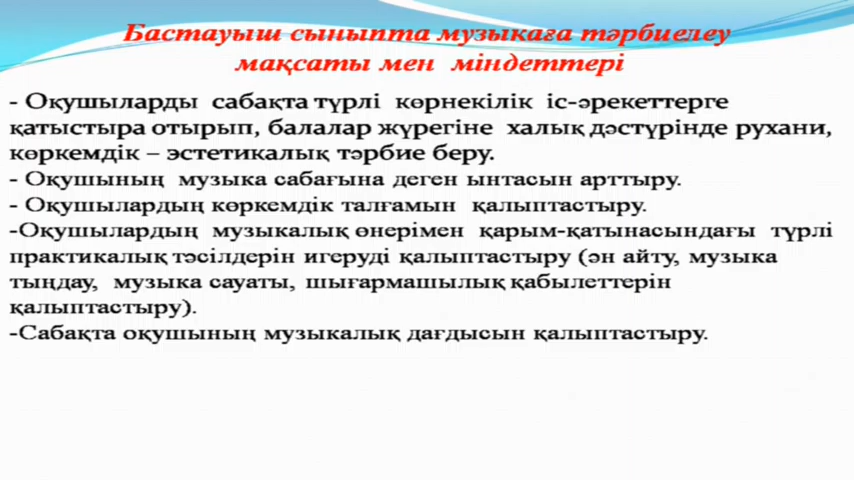 Бастауыш сыныпта музыкаға тәрбиелеу
мақсаты мен міндеттері
- Оқушыларды сабақта түрлі көрнекілік іс-әрекеттерге
қатыстыра отырып, балалар жүрегіне халық дәстүрінде рухани,
көркемдік – эстетикалық тәрбие беру.
- Оқушының музыка сабағына деген ынтасын арттыру.
- Оқушылардың көркемдік талғамын қалыптастыру.
-Оқушылардың музыкалық өнерімен қарым-қатынасындағы түрлі
практикалық тәсілдерін игеруді қалыптастыру (ән айту, музыка
тыңдау, музыка сауаты, шығармашылық қабылеттерін
қалыптастыру).
-Сабақта оқушының музыкалық дағдысын қалыптастыру.